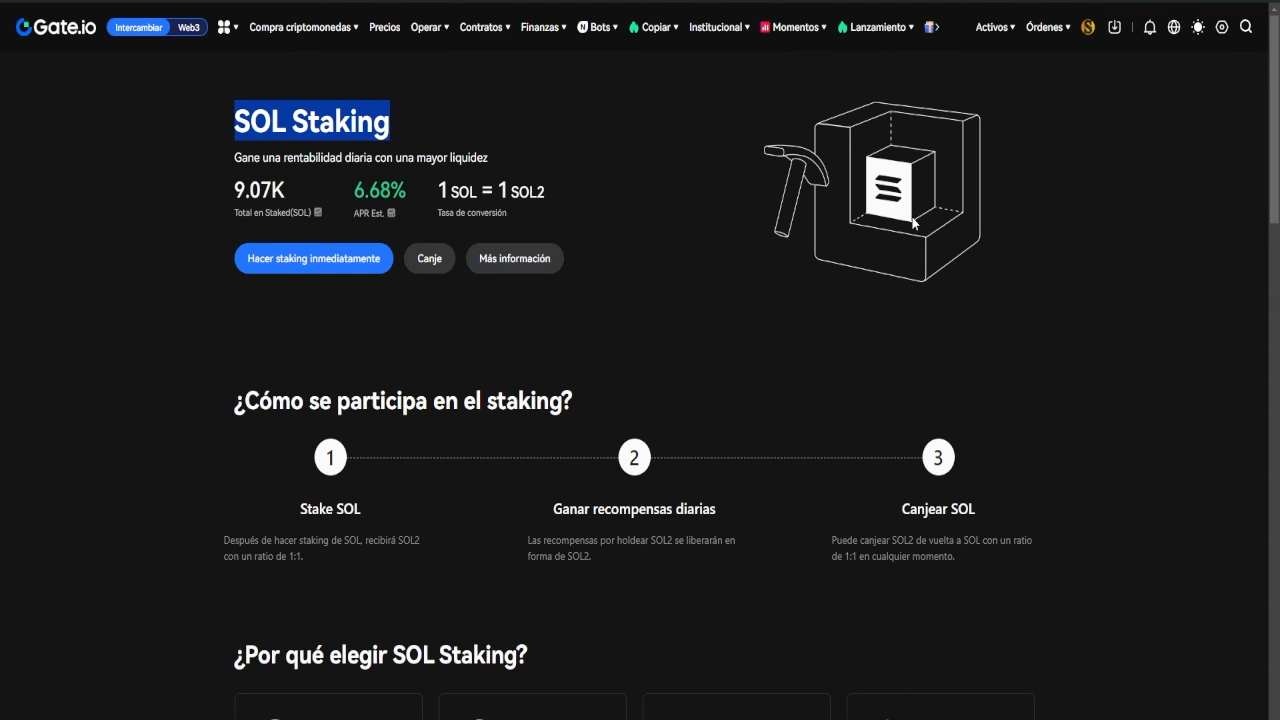 Gate.io Intercambiar Web3 Compra criptomonedas Precios Operar Contratos Finanzas Bots Copiar Institucional Momentos Lanzamiento Activos Órdenes
SOL Staking
Gane una rentabilidad diaria con una mayor liquidez
9.07K 6.68% 1 SOL = 1 SOL2
Total en Staked(SOL) APR Est. Tasa de conversión
Hacer staking inmediatamente Canje Más información
¿Cómo se participa en el staking?
1 2 3
Stake SOL Ganar recompensas diarias Canjear SOL
Después de hacer staking de SOL, recibirá SOL2 Las recompensas por holdear SOL2 se liberarán en Puede canjear SOL2 de vuelta a SOL con un ratio
con un ratio de 1:1. forma de SOL2. de 1:1 en cualquier momento.
¿Por qué elegir SOL Staking?